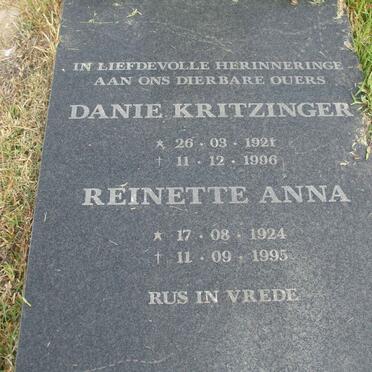 IN LIEFDEVOLLE HERINNERINGE
AAN ONS DIERBARE OUERS
DANIE KRITZINGER
★ 26 · 03 · 1921
† 11 · 12 · 1996
REINETTE ANNA
★ 17 · 08 · 1924
† 11 · 09 · 1995
RUS IN VREDE